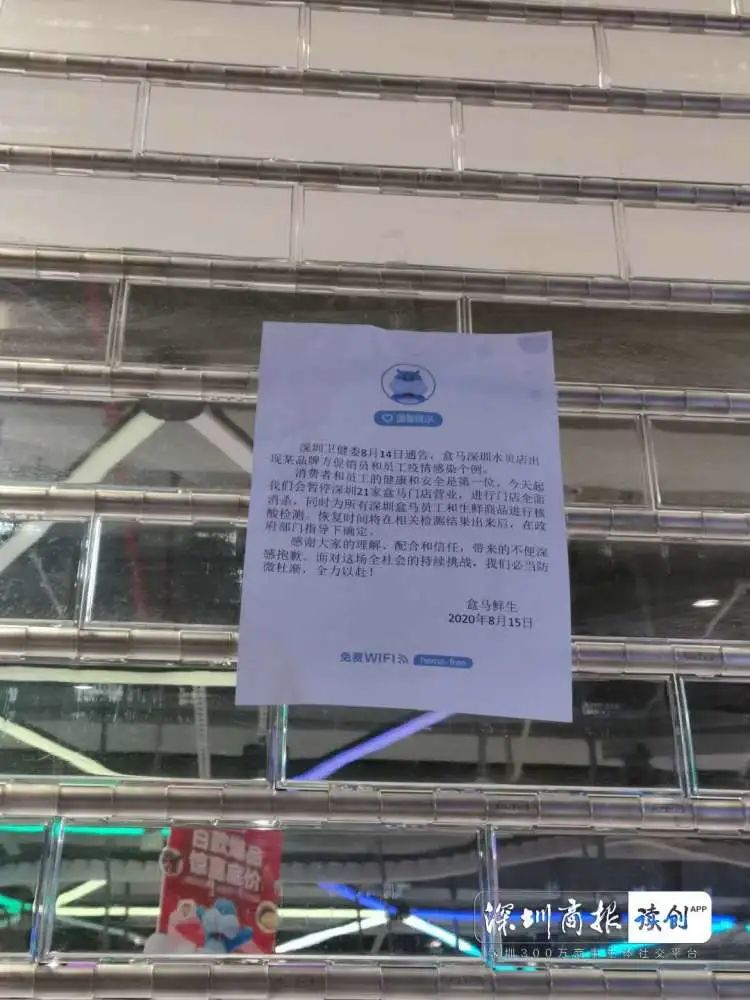 温馨提示
深圳卫健委8月14日通告，盒马深圳水贝店出
现某品牌方促销员和员工疫情感染个例。
消费者和员工的健康和安全是第一位，今天起
我们会暂停深圳21家盒马门店营业，进行门店全面
消杀，同时为所有深圳盒马员工和生鲜商品进行核
酸检测。恢复时间将在相关检测结果出来后，在政
府部门指导下确定。
感谢大家的理解、配合和信任，带来的不便深
感抱歉。面对这场全社会的持续挑战，我们必当防
微杜渐，全力以赴！
盒马鲜生
2020年8月15日
免费WIFI hema-free
深圳商报 读创 APP